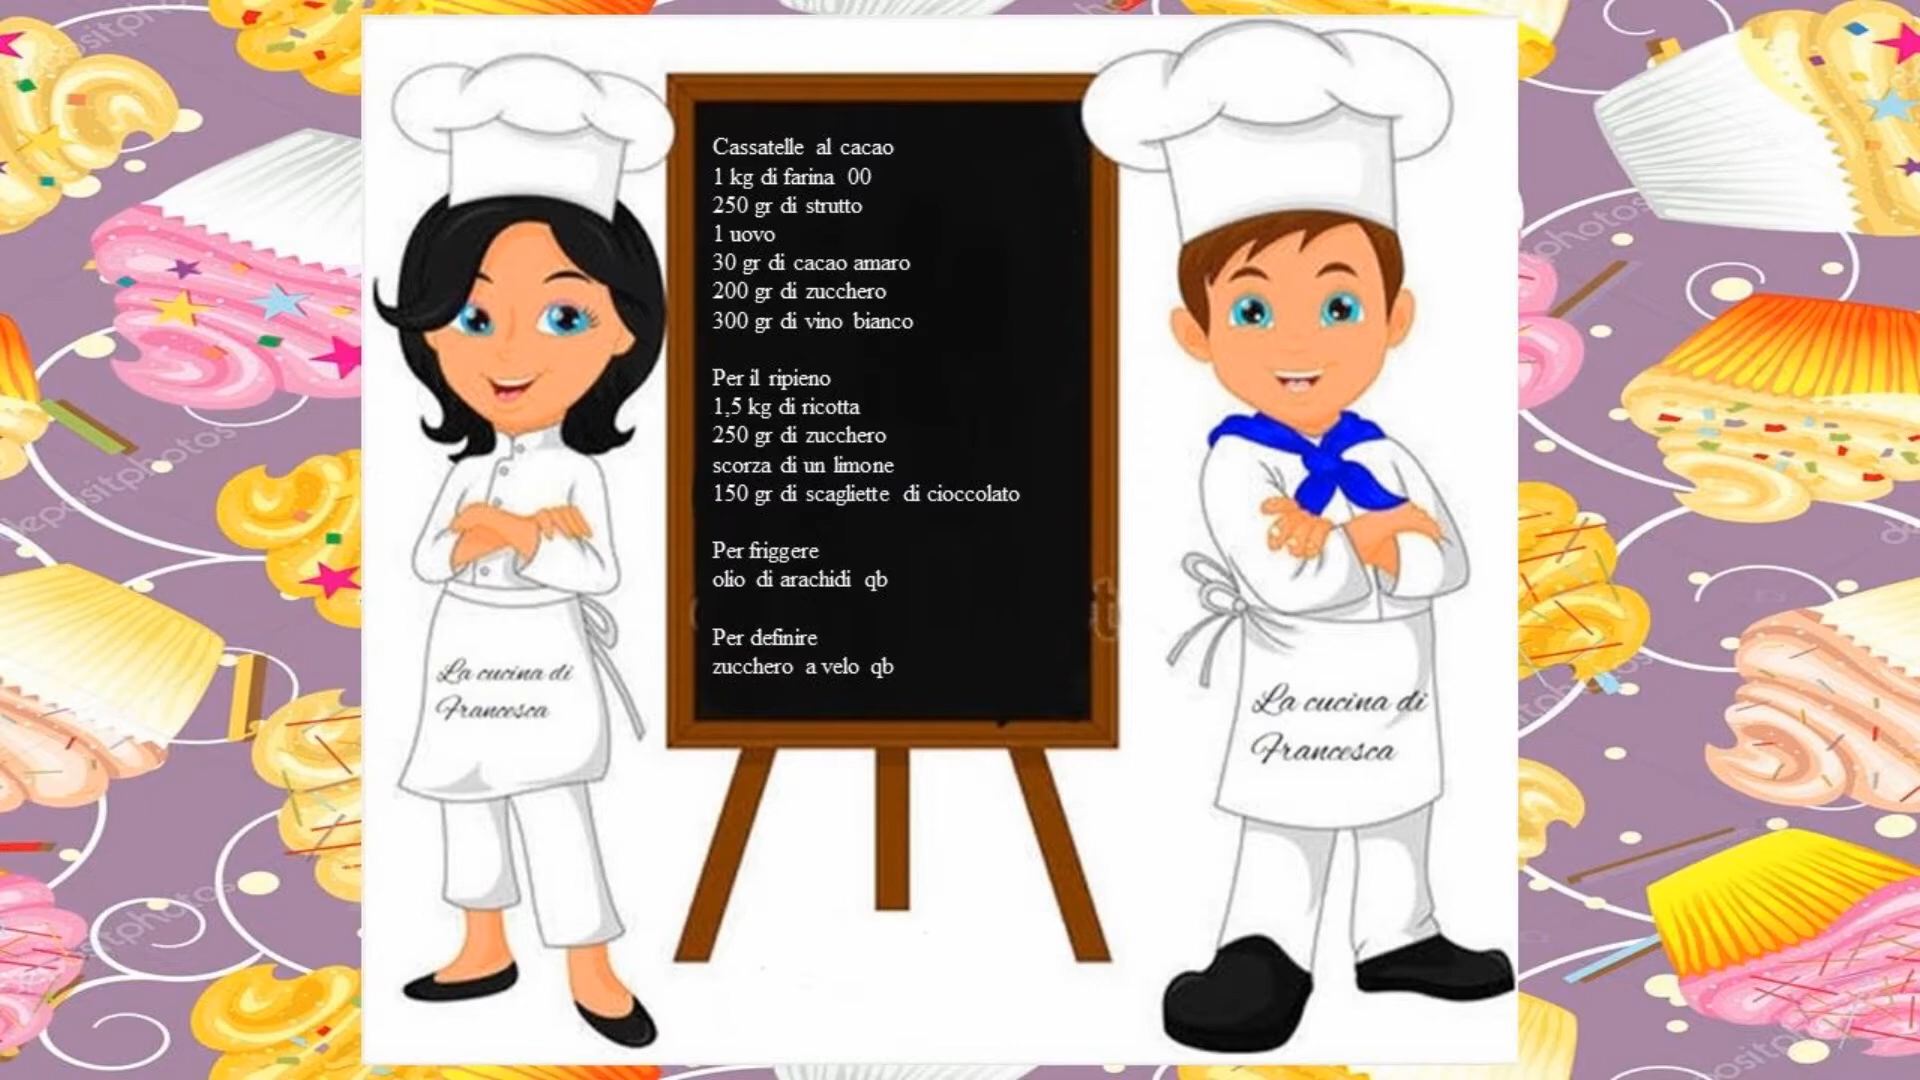 Cassatelle al cacao
1 kg di farina 00
250 gr di strutto
1 uovo
30 gr di cacao amaro
200 gr di zucchero
300 gr di vino bianco
Per il ripieno
1,5 kg di ricotta
250 gr di zucchero
scorza di un limone
150 gr di scagliette di cioccolato
Per friggere
olio di arachidi qb
Per definire
zucchero a velo qb
La cucina di
Francesca
La cucina di
Francesca
depositphotos